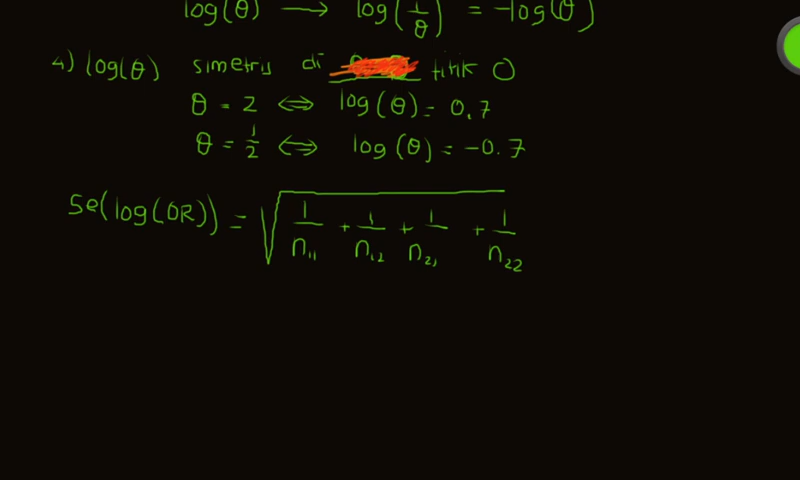 log(θ) → log(1/θ) = -log(θ)
4) log(θ) simetris di titik 0
θ = 2 ⇔ log(θ) = 0.7
θ = 1/2 ⇔ log(θ) = -0.7
Se(log(OR)) = √(1/n₁₁ + 1/n₁₂ + 1/n₂₁ + 1/n₂₂)